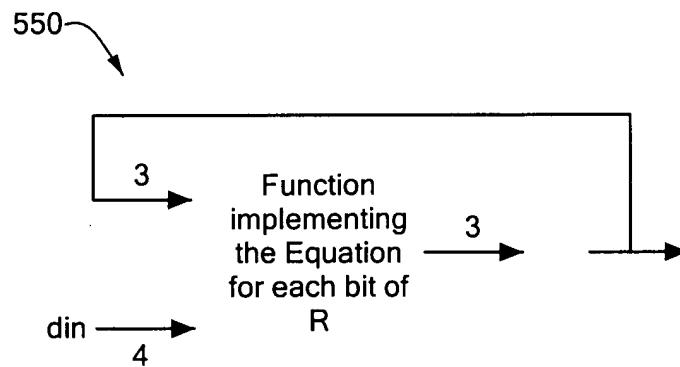 550
3
Function
implementing
the Equation
for each bit of
R
3
din
4